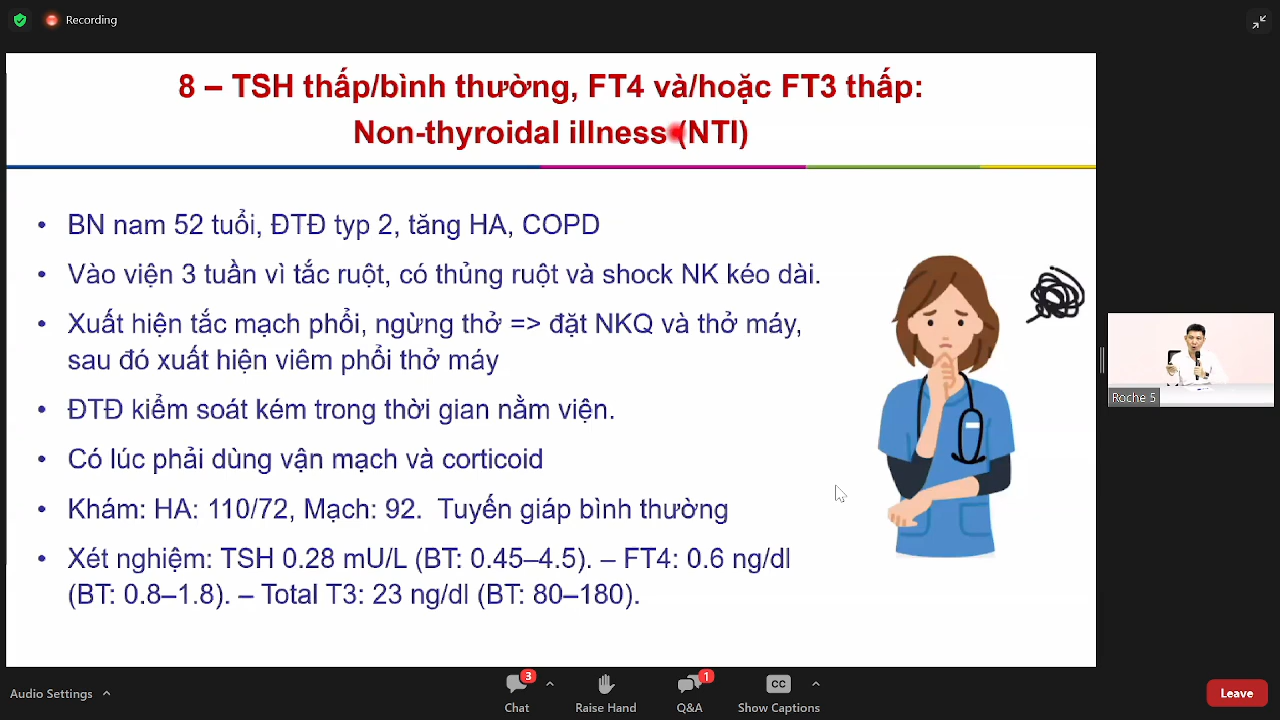 Recording
8 – TSH thấp/bình thường, FT4 và/hoặc FT3 thấp:
Non-thyroidal illness (NTI)
• BN nam 52 tuổi, ĐTĐ typ 2, tăng HA, COPD
• Vào viện 3 tuần vì tắc ruột, có thủng ruột và shock NK kéo dài.
• Xuất hiện tắc mạch phổi, ngừng thở => đặt NKQ và thở máy,
sau đó xuất hiện viêm phổi thở máy
• ĐTĐ kiểm soát kém trong thời gian nằm viện.
• Có lúc phải dùng vận mạch và corticoid
• Khám: HA: 110/72, Mạch: 92. Tuyến giáp bình thường
• Xét nghiệm: TSH 0.28 mU/L (BT: 0.45–4.5). – FT4: 0.6 ng/dl
(BT: 0.8–1.8). – Total T3: 23 ng/dl (BT: 80–180).
Roche 5
Audio Settings
3
Chat
Raise Hand
1
Q&A
CC
Show Captions
Leave